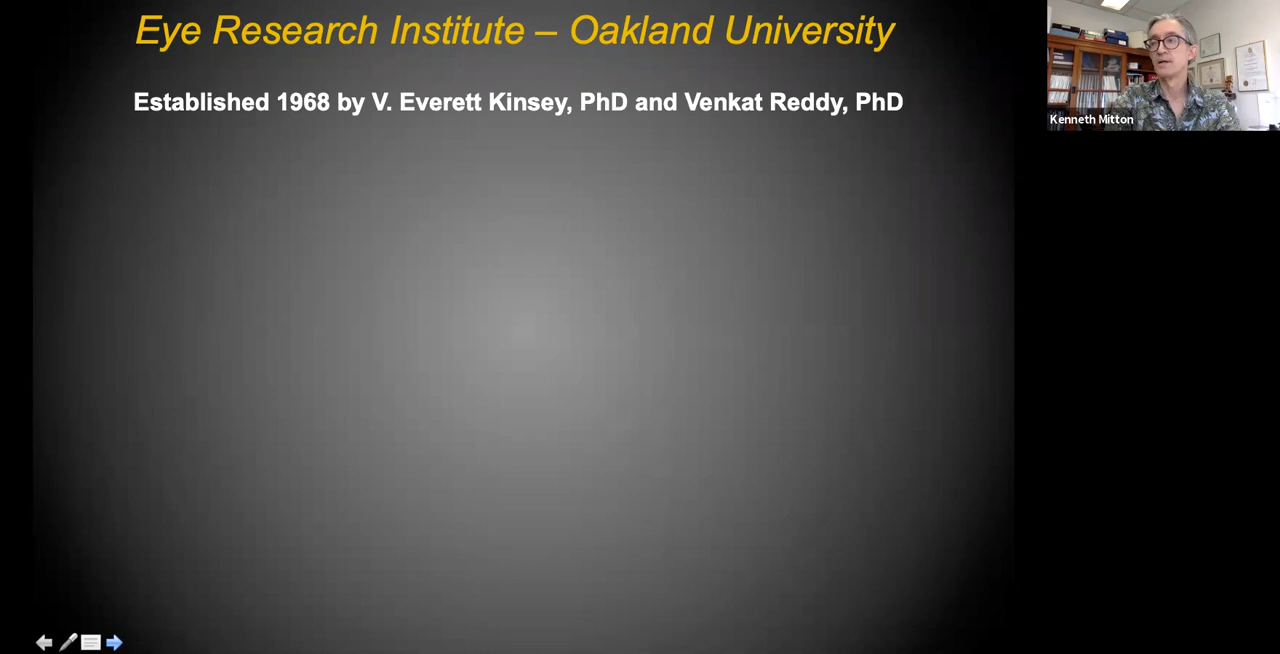 Eye Research Institute – Oakland University
Established 1968 by V. Everett Kinsey, PhD and Venkat Reddy, PhD
Kenneth Mitton